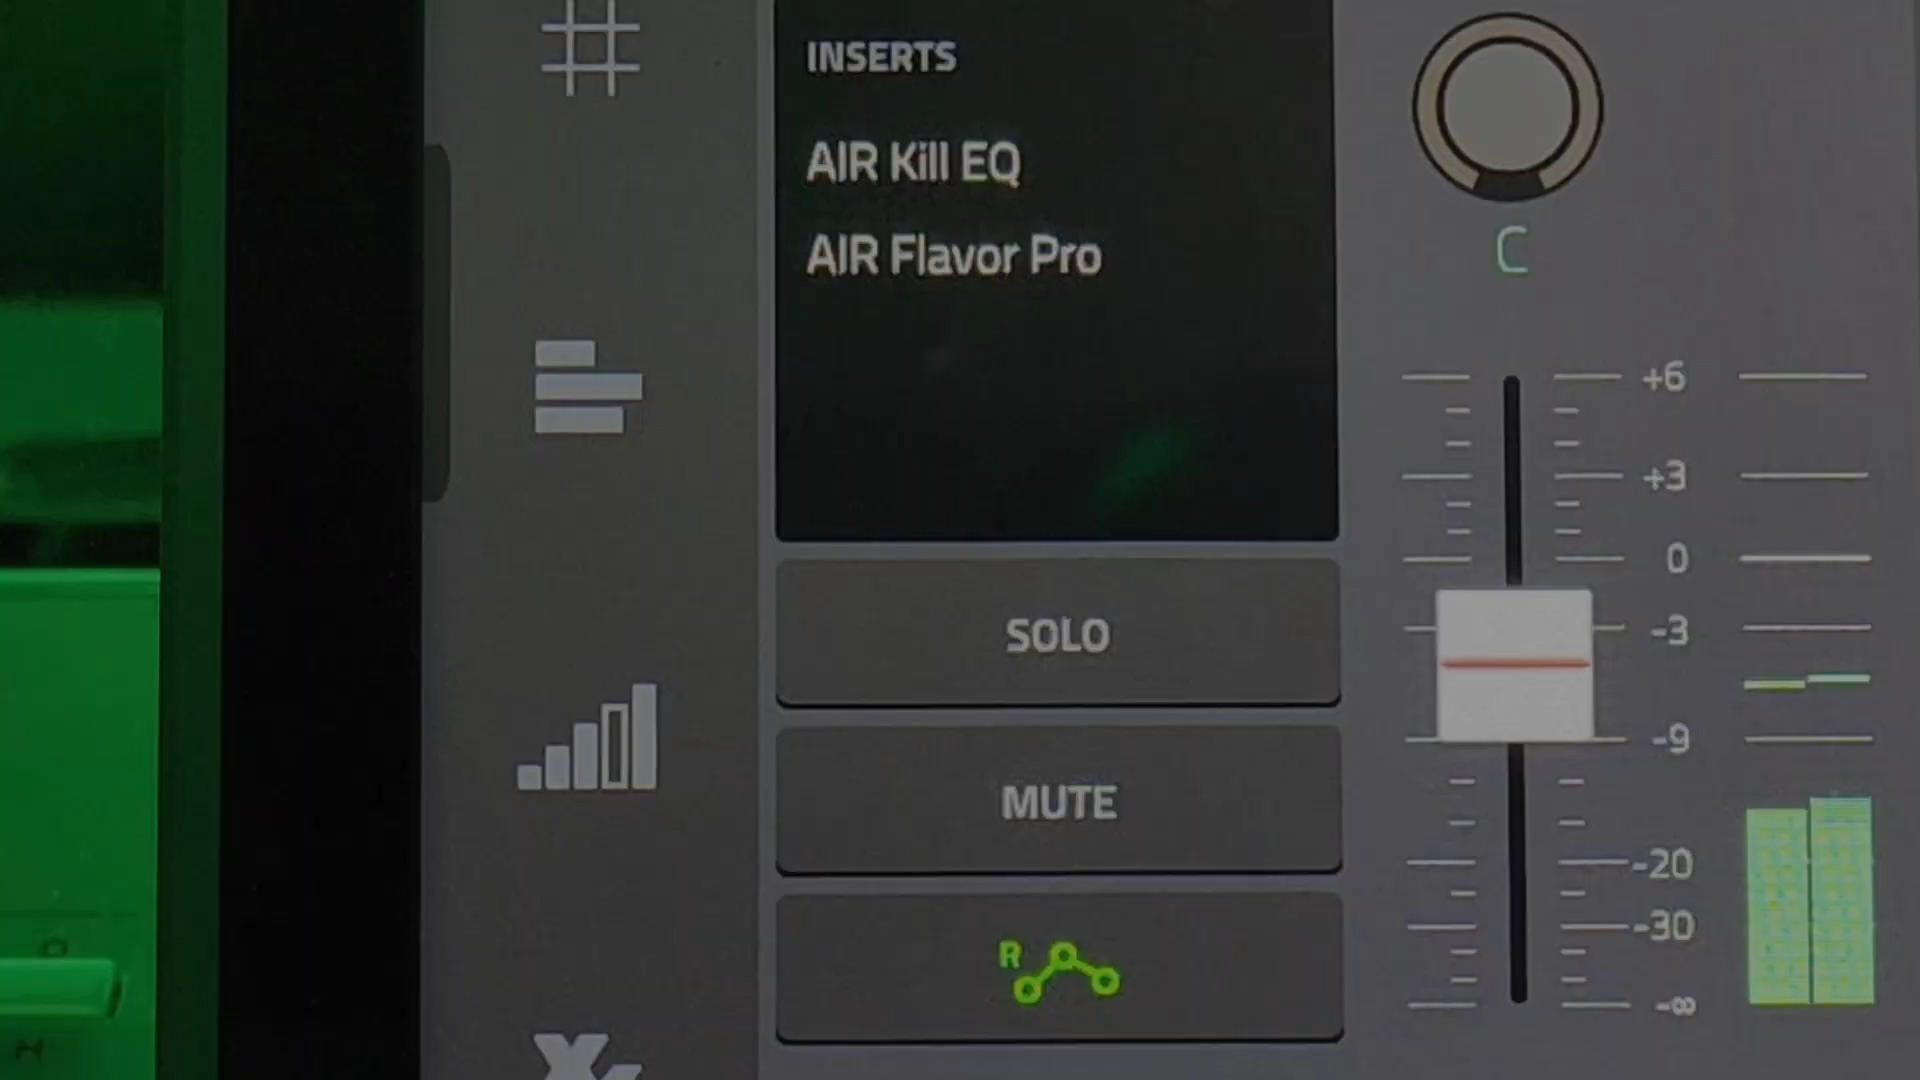 INSERTS
AIR Kill EQ
AIR Flavor Pro
C
+6
+3
0
-3
-9
-20
-30
-∞
SOLO
MUTE
R